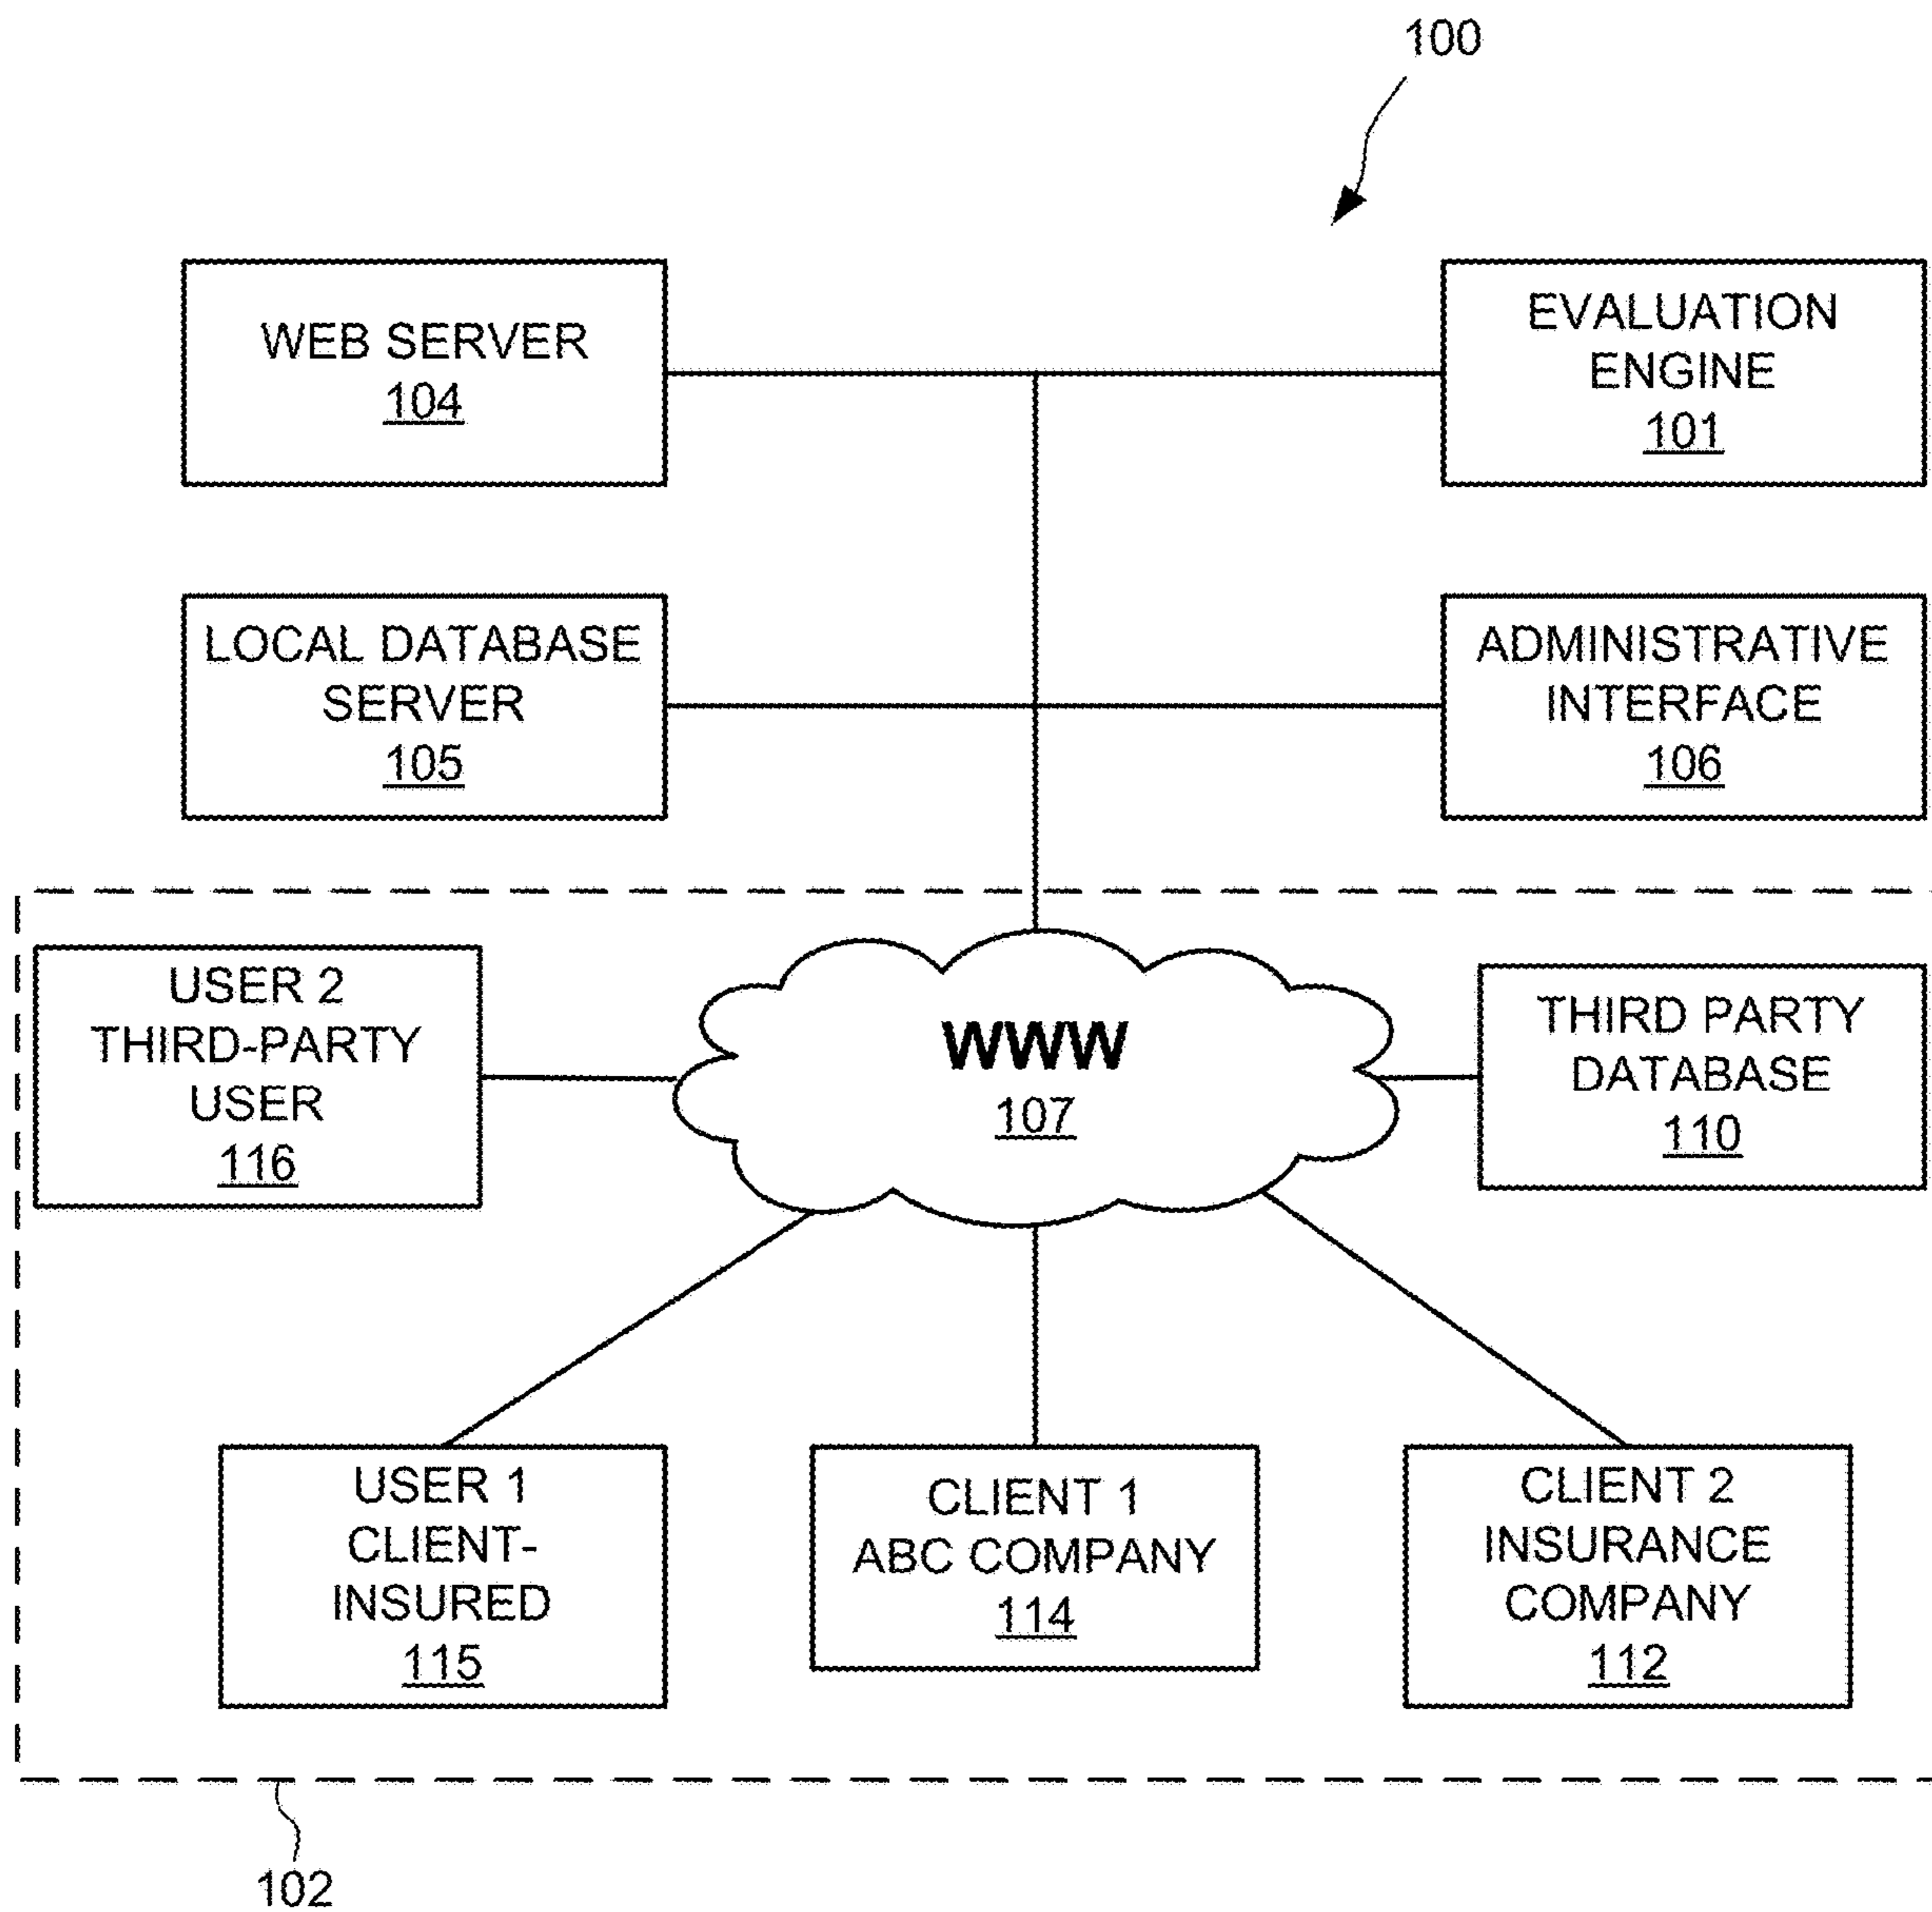 100
WEB SERVER
104
EVALUATION
ENGINE
101
LOCAL DATABASE
SERVER
105
ADMINISTRATIVE
INTERFACE
106
USER 2
THIRD-PARTY
USER
116
WWW
107
THIRD PARTY
DATABASE
110
USER 1
CLIENT-
INSURED
115
CLIENT 1
ABC COMPANY
114
CLIENT 2
INSURANCE
COMPANY
112
102